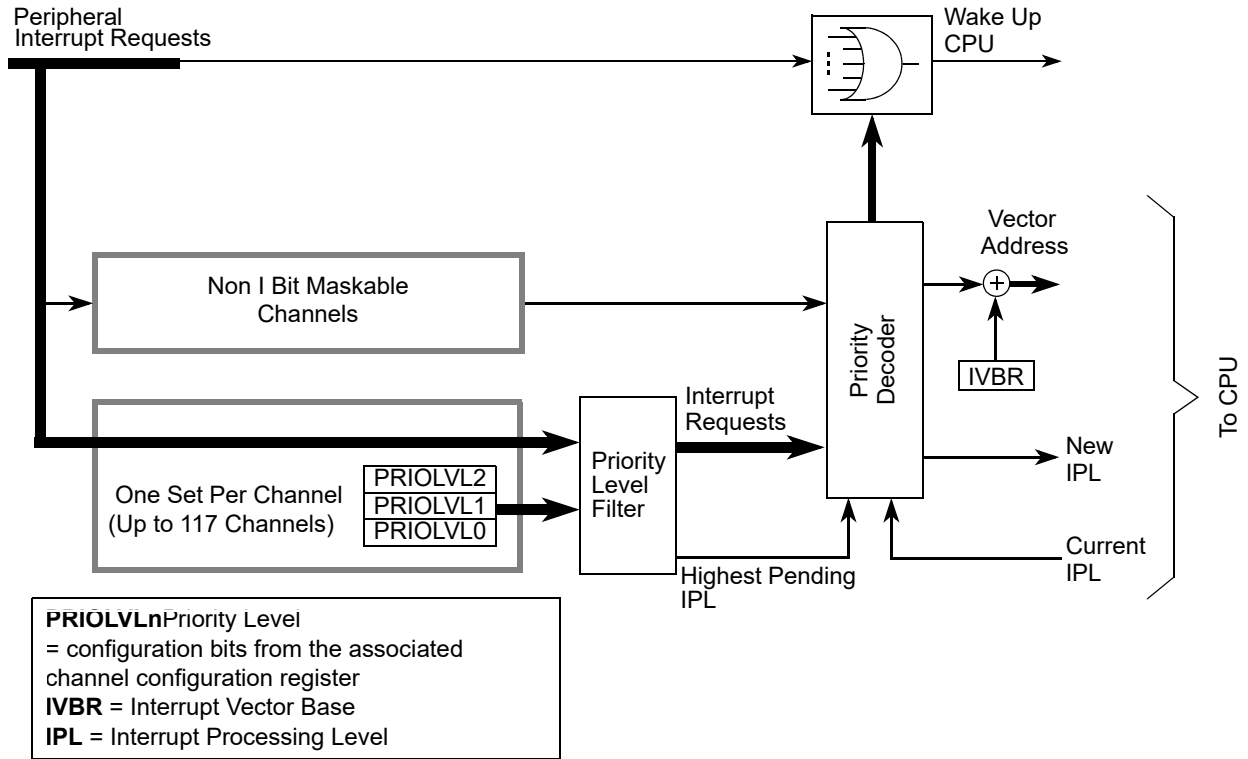 Peripheral
Interrupt Requests
Wake Up
CPU
Non I Bit Maskable
Channels
Vector
Address
Priority
Decoder
IVBR
To CPU
Interrupt
Requests
Priority
Level
Filter
New
IPL
PRIOLVL2
One Set Per Channel
PRIOLVL1
(Up to 117 Channels)
PRIOLVL0
Current
IPL
Highest Pending
IPL
PRIOLVLnPriority Level
= configuration bits from the associated
channel configuration register
IVBR = Interrupt Vector Base
IPL = Interrupt Processing Level